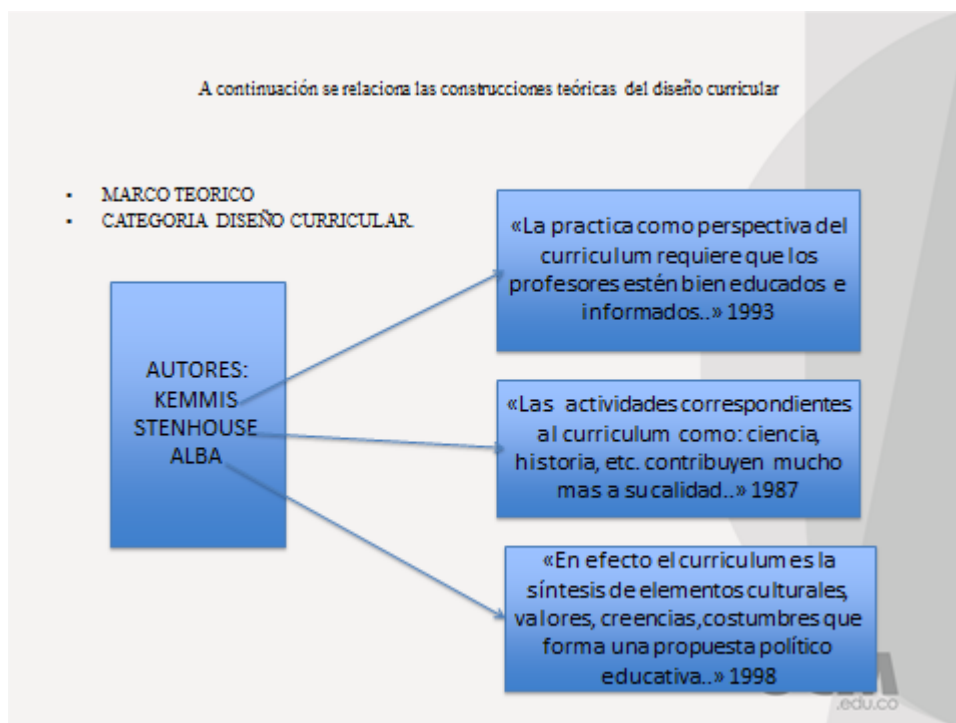 A continuación se relaciona las construcciones teóricas del diseño curricular
• MARCO TEORICO
• CATEGORIA DISEÑO CURRICULAR.
AUTORES:
KEMMIS
STENHOUSE
ALBA
«La practica como perspectiva del
curriculum requiere que los
profesores estén bien educados e
informados..» 1993
«Las actividades correspondientes
al curriculum como: ciencia,
historia, etc. contribuyen mucho
mas a su calidad..» 1987
«En efecto el curriculum es la
síntesis de elementos culturales,
valores, creencias,costumbres que
forma una propuesta político
educativa..» 1998
.edu.co